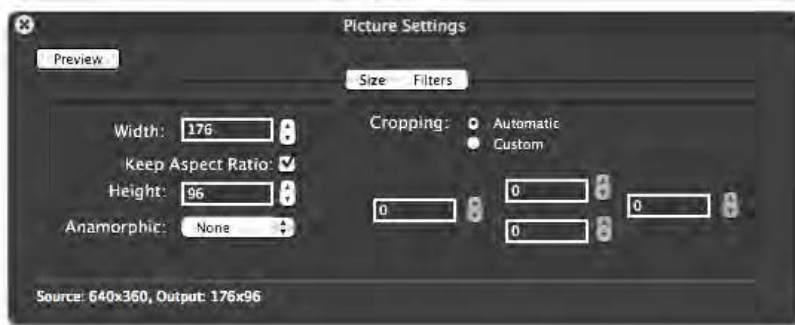 Picture Settings
Preview
Size Filters
Width: 176
Keep Aspect Ratio:
Height: 96
Anamorphic: None
Cropping: Automatic
Custom
0
0
0
0
Source: 640x360, Output: 176x96